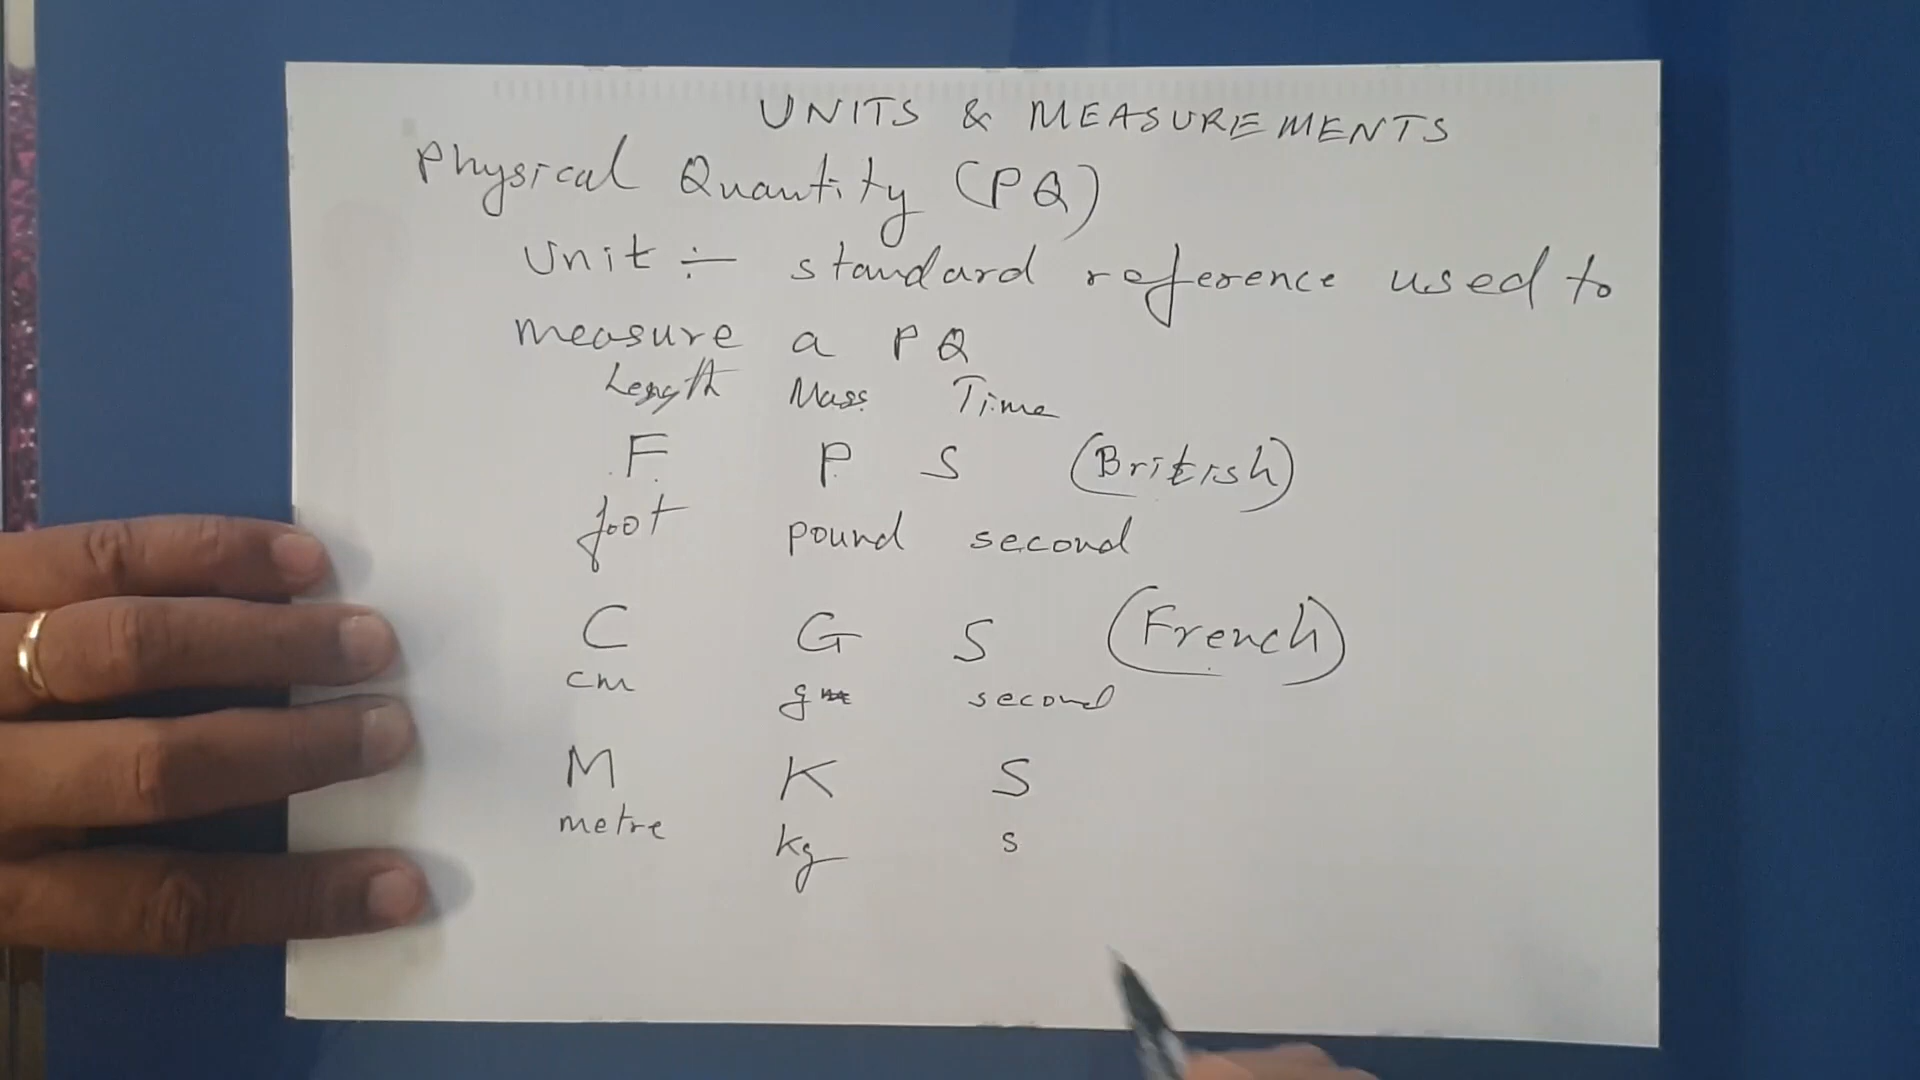 UNITS & MEASUREMENTS
Physical Quantity (PQ)
Unit ÷ standard reference used to
measure a PQ
Length Mass Time
F P S (British)
foot pound second
C G S (French)
cm g second
M K S
metre kg s